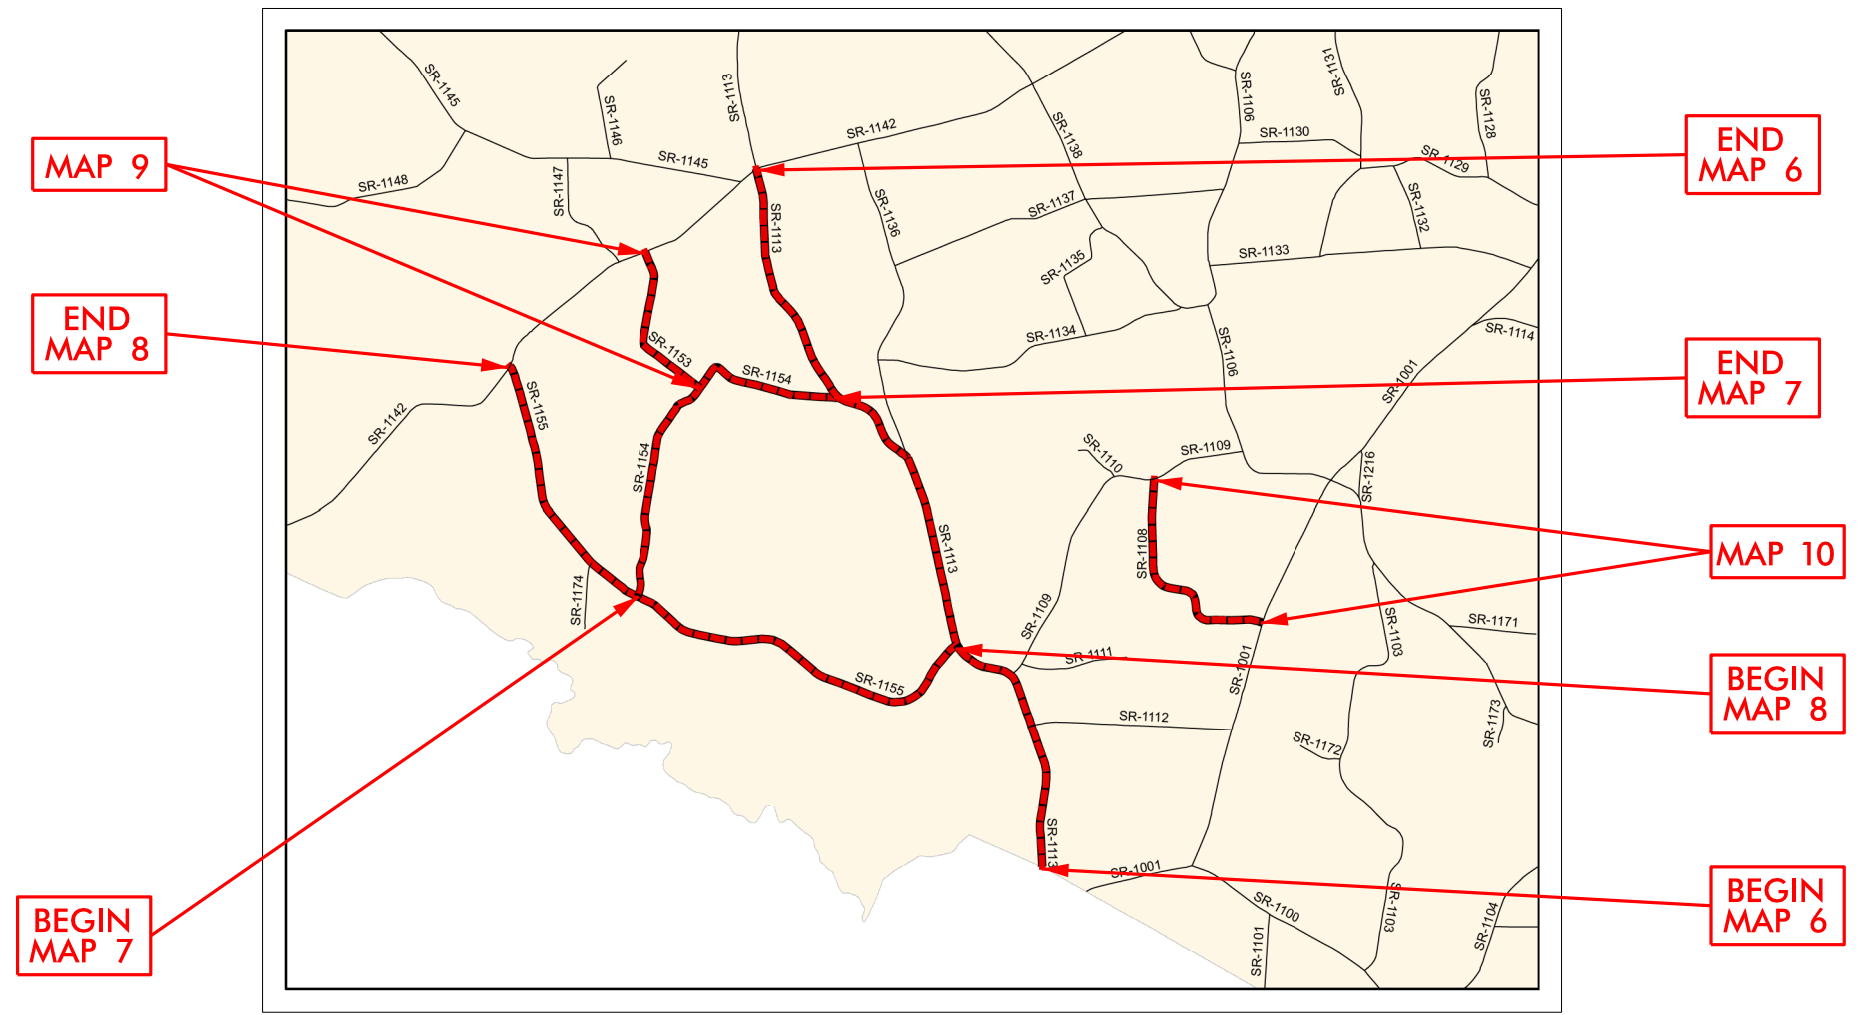 SR-1145
SR-1146
SR-1113
SR-1142
SR-1138
SR-1106
SR-1131
SR-1130
SR-1128
SR-1129
END
MAP 6
MAP 9
SR-1148
SR-1147
SR-1145
SR-1113
SR-1136
SR-1137
SR-1132
SR-1133
SR-1135
END
MAP 8
SR-1153
SR-1154
SR-1134
SR-1106
SR-1114
SR-1001
END
MAP 7
SR-1155
SR-1142
SR-1154
SR-1110
SR-1109
SR-1216
SR-1113
SR-1108
MAP 10
SR-1174
SR-1109
SR-1171
SR-1103
SR-1111
SR-1001
SR-1155
BEGIN
MAP 8
SR-1112
SR-1173
SR-1172
SR-1113
SR-1001
BEGIN
MAP 7
BEGIN
MAP 6
SR-1100
SR-1103
SR-1104
SR-1101